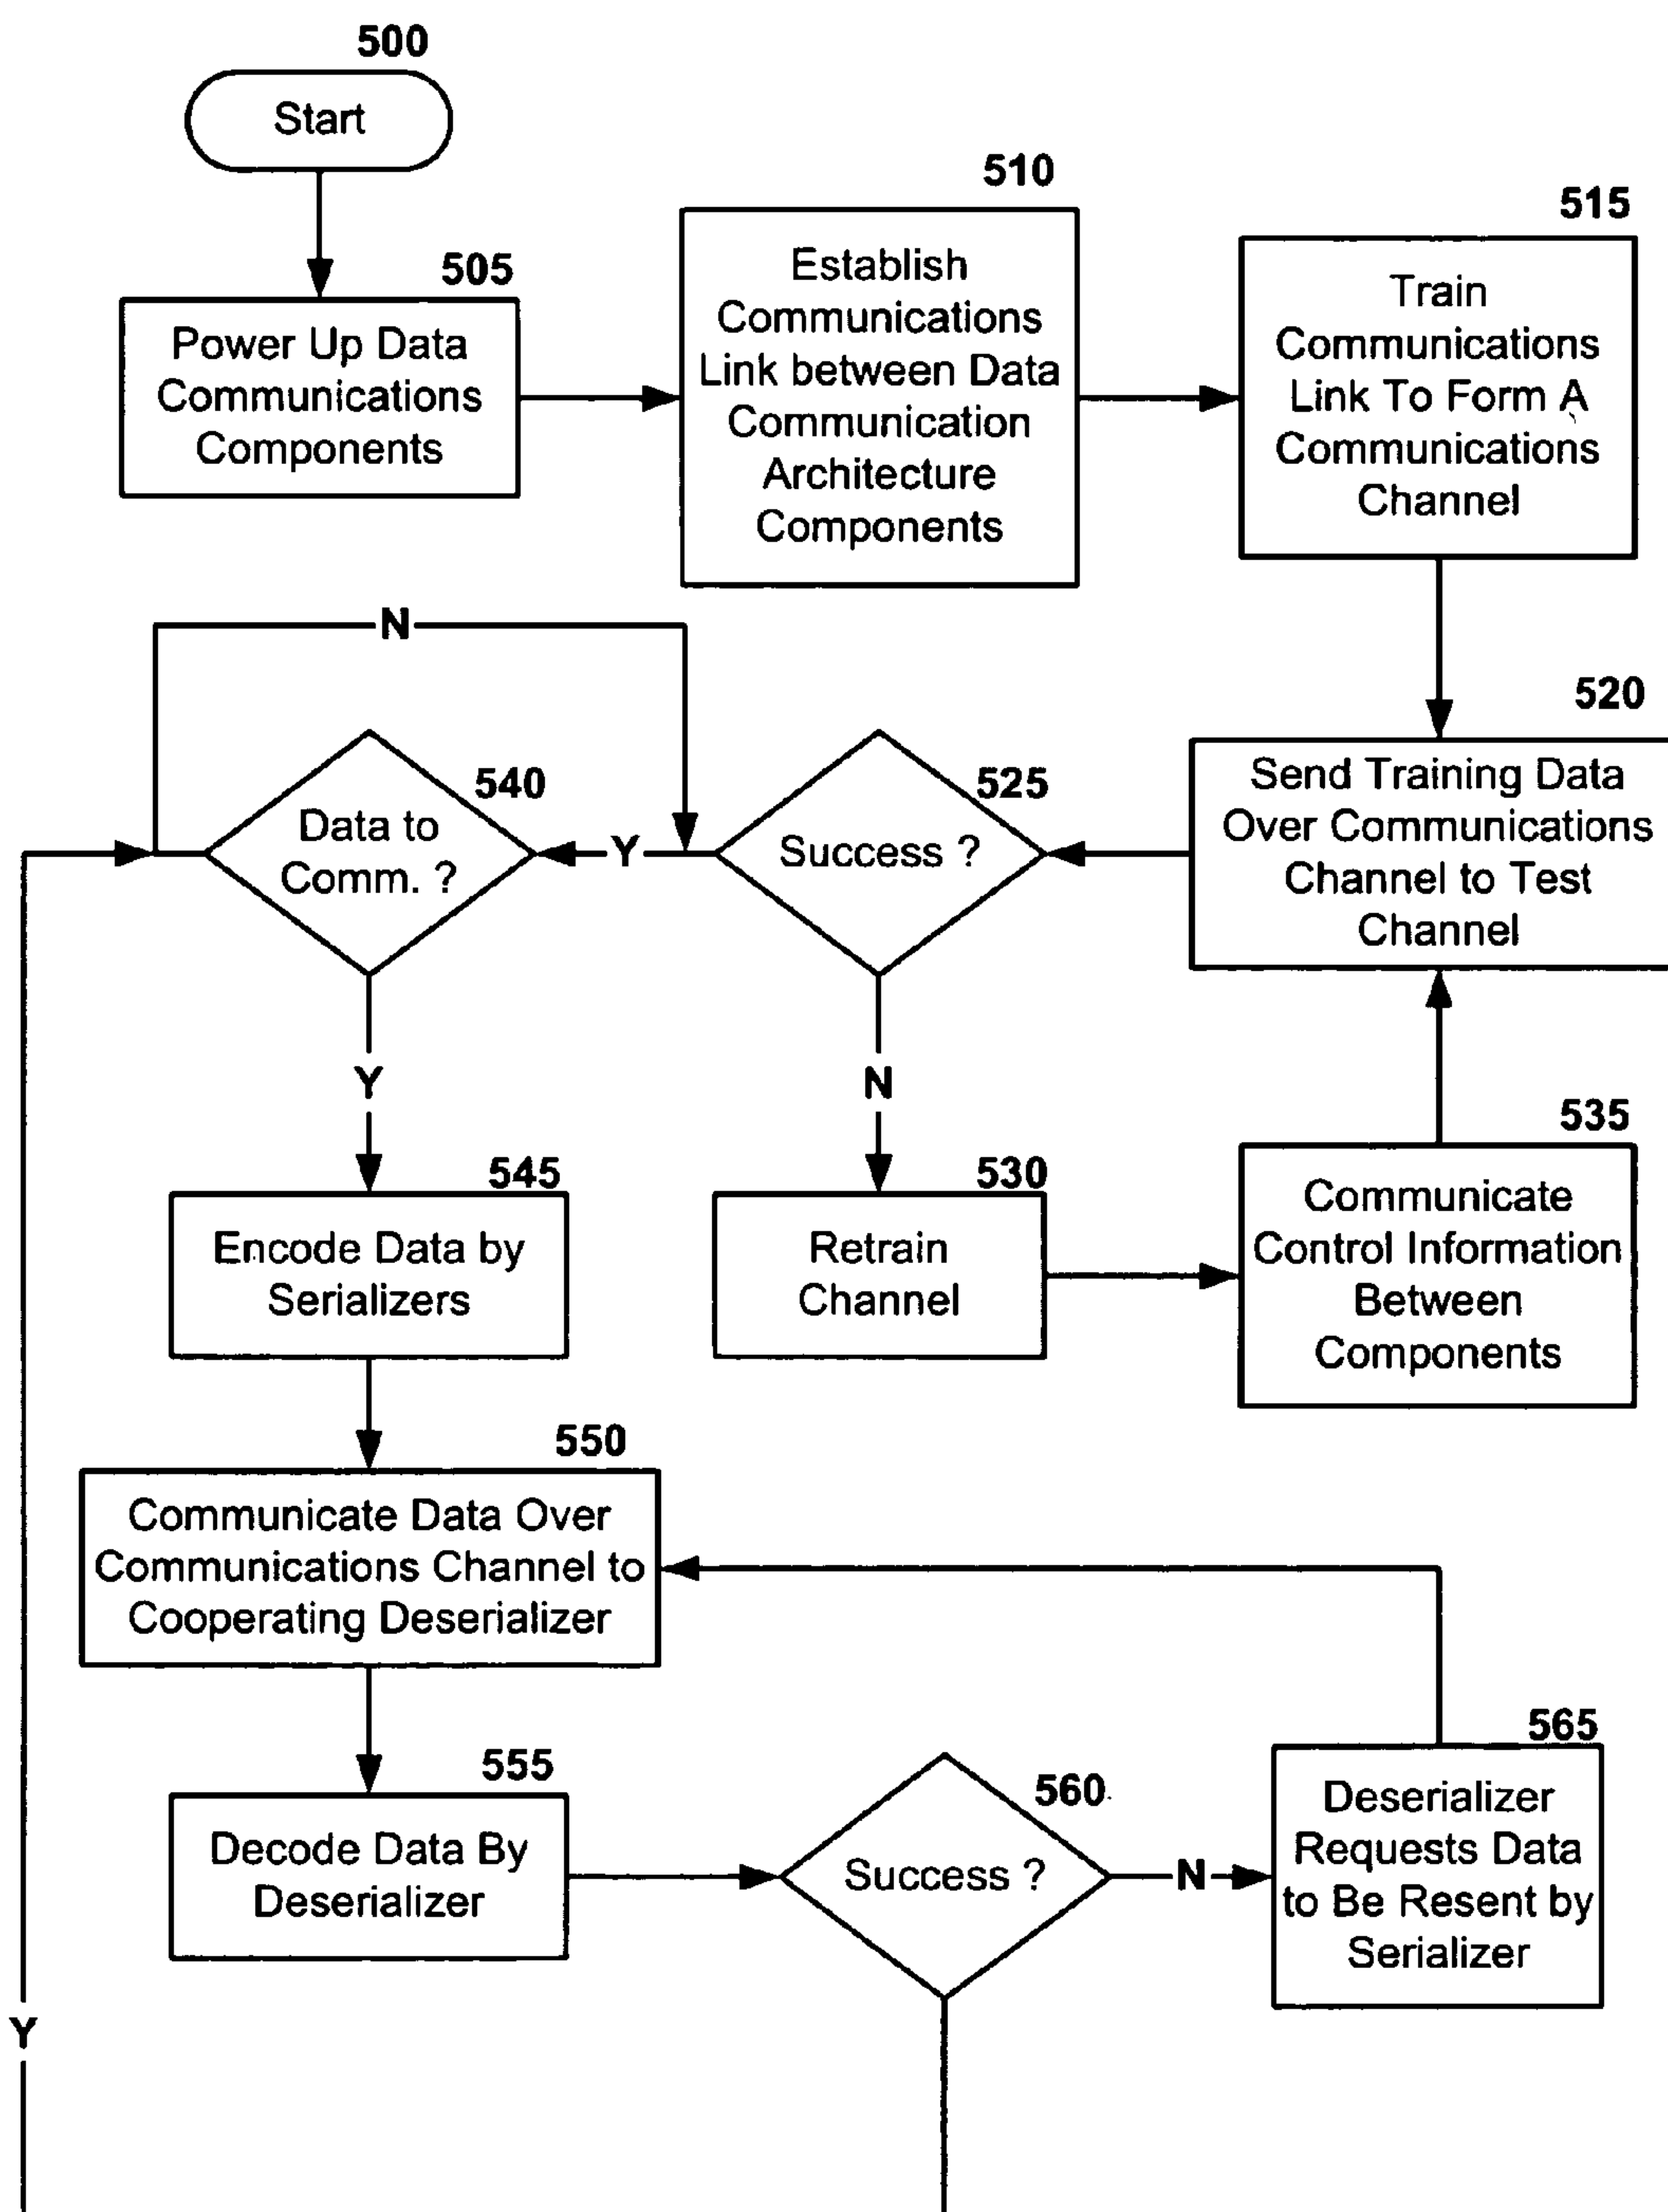 500
Start
505
Power Up Data
Communications
Components
510
Establish
Communications
Link between Data
Communication
Architecture
Components
515
Train
Communications
Link To Form A
Communications
Channel
520
Send Training Data
Over Communications
Channel to Test
Channel
525
Success ?
Y
N
540
Data to
Comm. ?
N
Y
530
Retrain
Channel
535
Communicate
Control Information
Between
Components
545
Encode Data by
Serializers
550
Communicate Data Over
Communications Channel to
Cooperating Deserializer
555
Decode Data By
Deserializer
560
Success ?
N
565
Deserializer
Requests Data
to Be Resent by
Serializer
Y